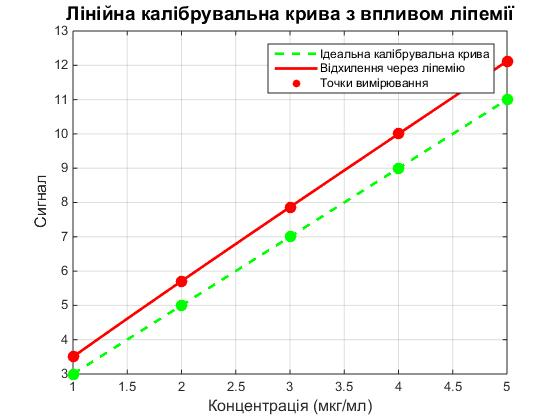 Лінійна калібрувальна крива з впливом ліпемії
13
12
11
10
9
8
7
6
5
4
3
Сигнал
Ідеальна калібрувальна крива
Відхилення через ліпемію
Точки вимірювання
1 1.5 2 2.5 3 3.5 4 4.5 5
Концентрація (мкг/мл)